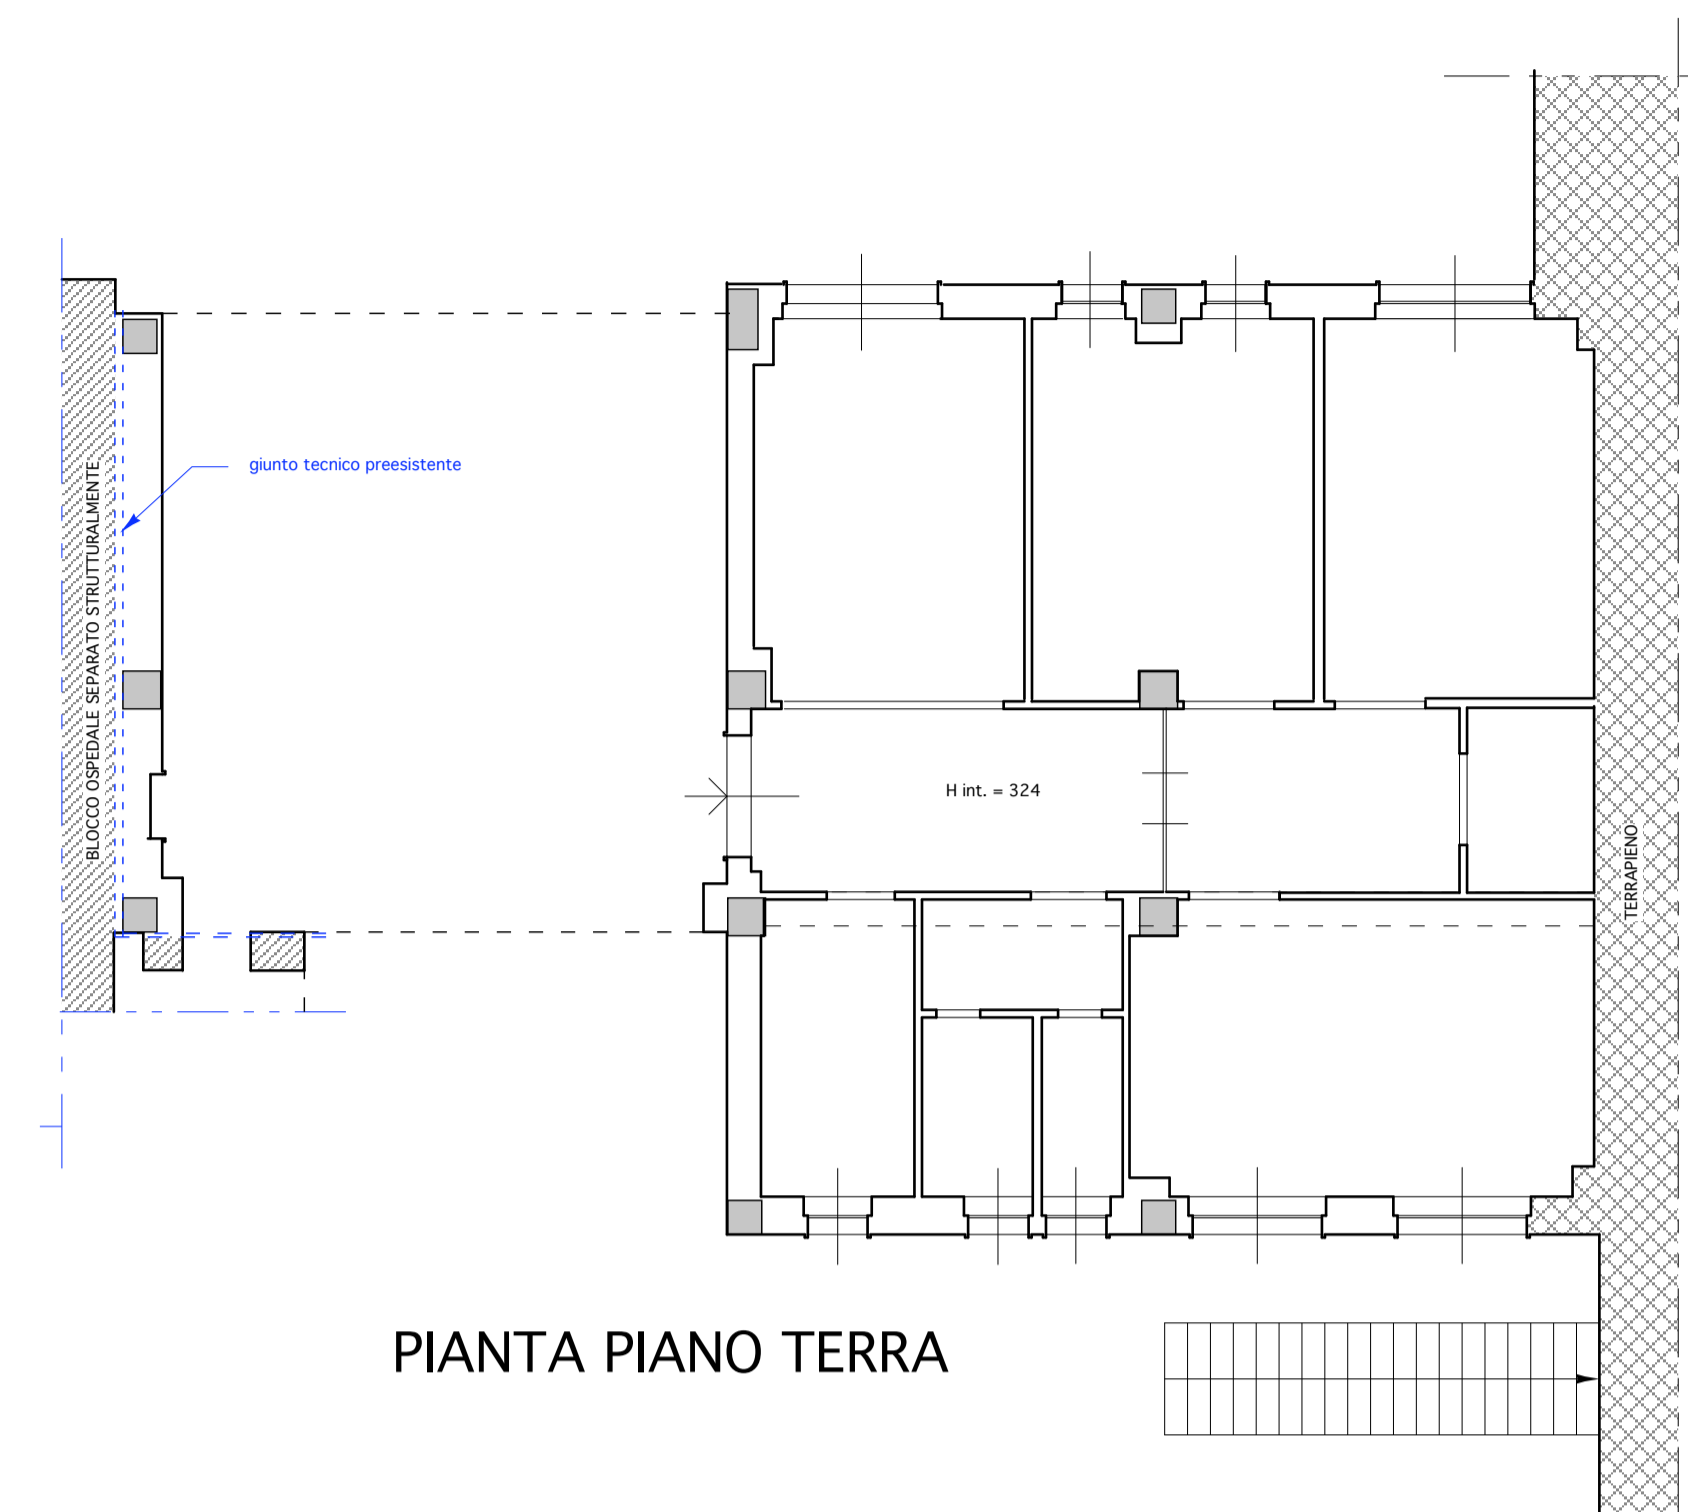 giunto tecnico preesistente
BLOCCO OSPEDALE SEPARATO STRUTTURALMENTE
H int. = 324
TERRAPIENO
PIANTA PIANO TERRA